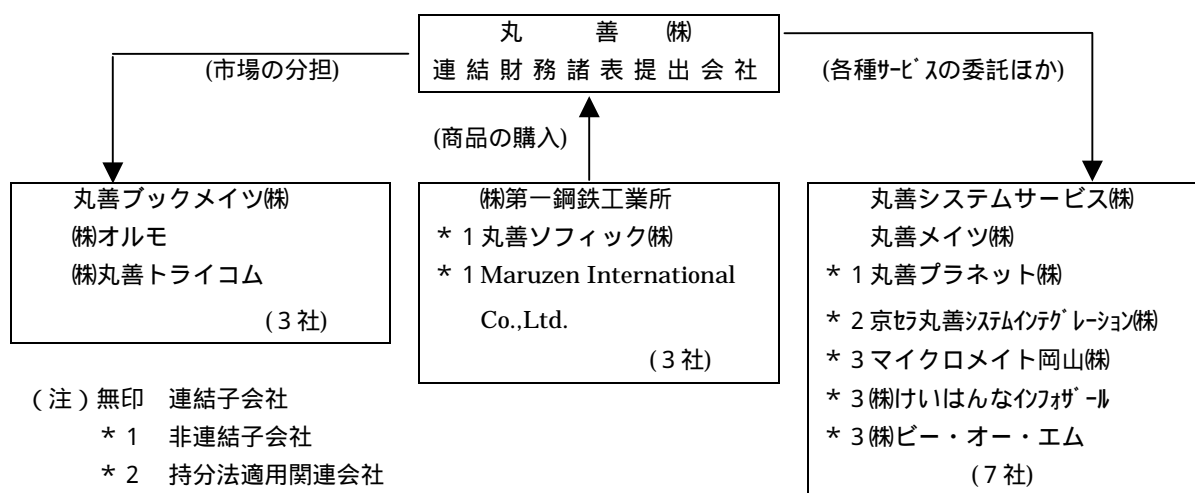 丸 善 ㈱
連結財務諸表提出会社
(市場の分担)
(各種ｻｰﾋﾞｽの委託ほか)
(商品の購入)
丸善ブックメイツ㈱
㈱オルモ
㈱丸善トライコム
(3社)
㈱第一鋼鉄工業所
*1丸善ソフィック㈱
*1 Maruzen International
Co.,Ltd.
(3社)
丸善システムサービス㈱
丸善メイツ㈱
*1丸善プラネット㈱
*2京ｾﾗ丸善ｼｽﾃﾑｲﾝﾃｸﾞﾚｰｼｮﾝ㈱
*3マイクロメイト岡山㈱
*3㈱けいはんなｲﾝﾌｫｻﾞｰﾙ
*3㈱ビー・オー・エム
(7社)
(注)無印 連結子会社
*1 非連結子会社
*2 持分法適用関連会社